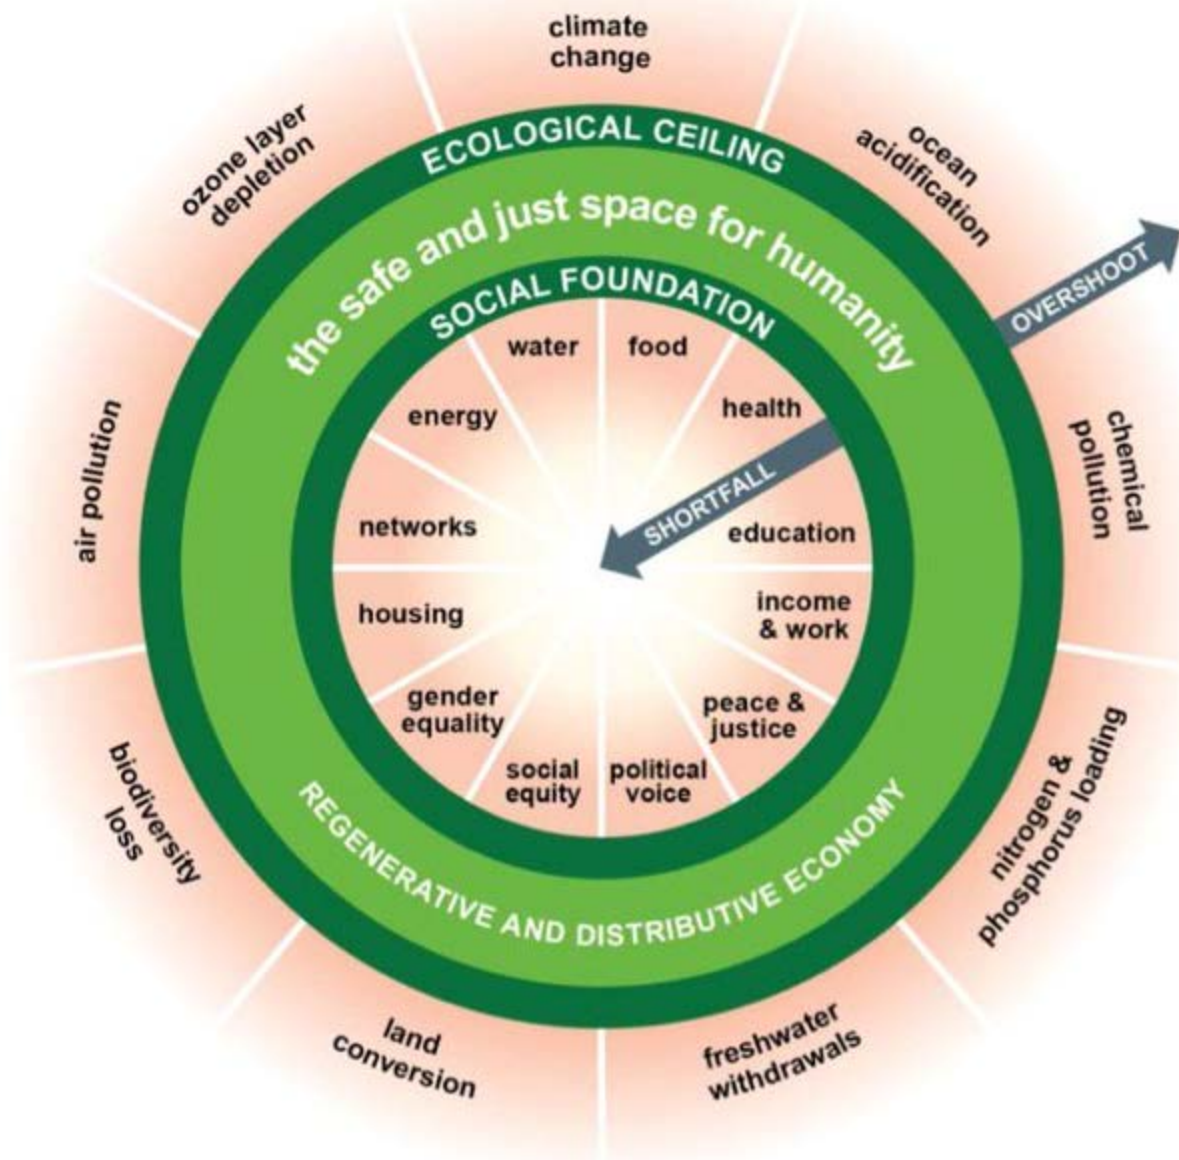 climate
change
ozone layer
depletion
ocean
acidification
ECOLOGICAL CEILING
the safe and just space for humanity
SOCIAL FOUNDATION
OVERSHOOT
water
food
energy
health
SHORTFALL
air pollution
chemical
pollution
networks
education
housing
income
& work
gender
equality
peace &
justice
social
equity
political
voice
biodiversity
loss
REGENERATIVE AND DISTRIBUTIVE ECONOMY
nitrogen &
phosphorus loading
land
conversion
freshwater
withdrawals